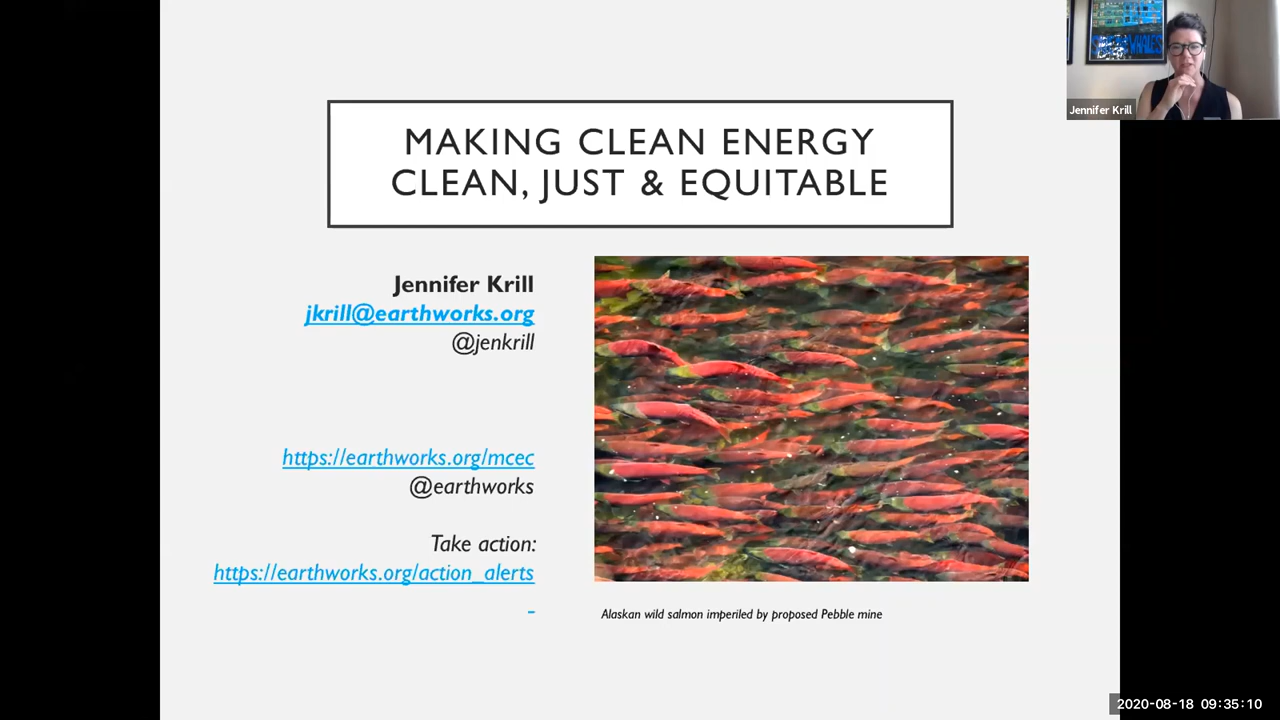 MAKING CLEAN ENERGY
CLEAN, JUST & EQUITABLE
Jennifer Krill
jkrill@earthworks.org
@jenkrill
https://earthworks.org/mcec
@earthworks
Take action:
https://earthworks.org/action_alerts
Alaskan wild salmon imperiled by proposed Pebble mine
WHALES
Jennifer Krill
2020-08-18 09:35:10